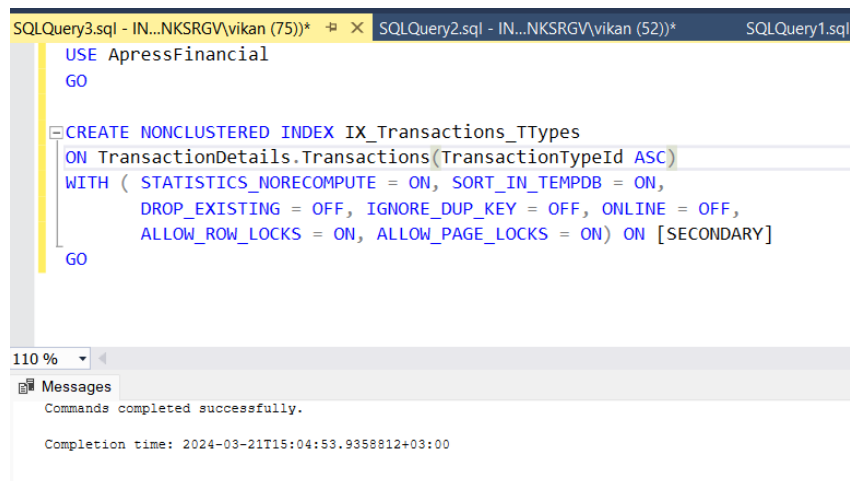 SQLQuery3.sql - IN...NKSRGV\vikan (75))* SQLQuery2.sql - IN...NKSRGV\vikan (52))* SQLQuery1.sql
USE ApressFinancial
GO
CREATE NONCLUSTERED INDEX IX_Transactions_TTypes
ON TransactionDetails.Transactions(TransactionTypeId ASC)
WITH ( STATISTICS_NORECOMPUTE = ON, SORT_IN_TEMPDB = ON,
DROP_EXISTING = OFF, IGNORE_DUP_KEY = OFF, ONLINE = OFF,
ALLOW_ROW_LOCKS = ON, ALLOW_PAGE_LOCKS = ON) ON [SECONDARY]
GO
110 %
Messages
Commands completed successfully.
Completion time: 2024-03-21T15:04:53.9358812+03:00